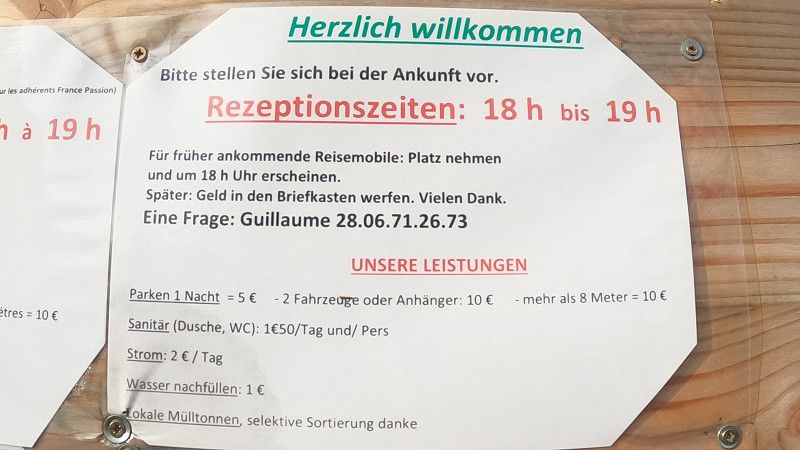 ur les adhérents France Passion)
h à 19 h
ètres = 10 €
Herzlich willkommen
Bitte stellen Sie sich bei der Ankunft vor.
Rezeptionszeiten: 18 h bis 19 h
Für früher ankommende Reisemobile: Platz nehmen
und um 18 h Uhr erscheinen.
Später: Geld in den Briefkasten werfen. Vielen Dank.
Eine Frage: Guillaume 28.06.71.26.73
UNSERE LEISTUNGEN
Parken 1 Nacht = 5 € - 2 Fahrzeuge oder Anhänger: 10 € - mehr als 8 Meter = 10 €
Sanitär (Dusche, WC): 1€50/Tag und/ Pers
Strom: 2 € / Tag
Wasser nachfüllen: 1 €
Lokale Mülltonnen, selektive Sortierung danke